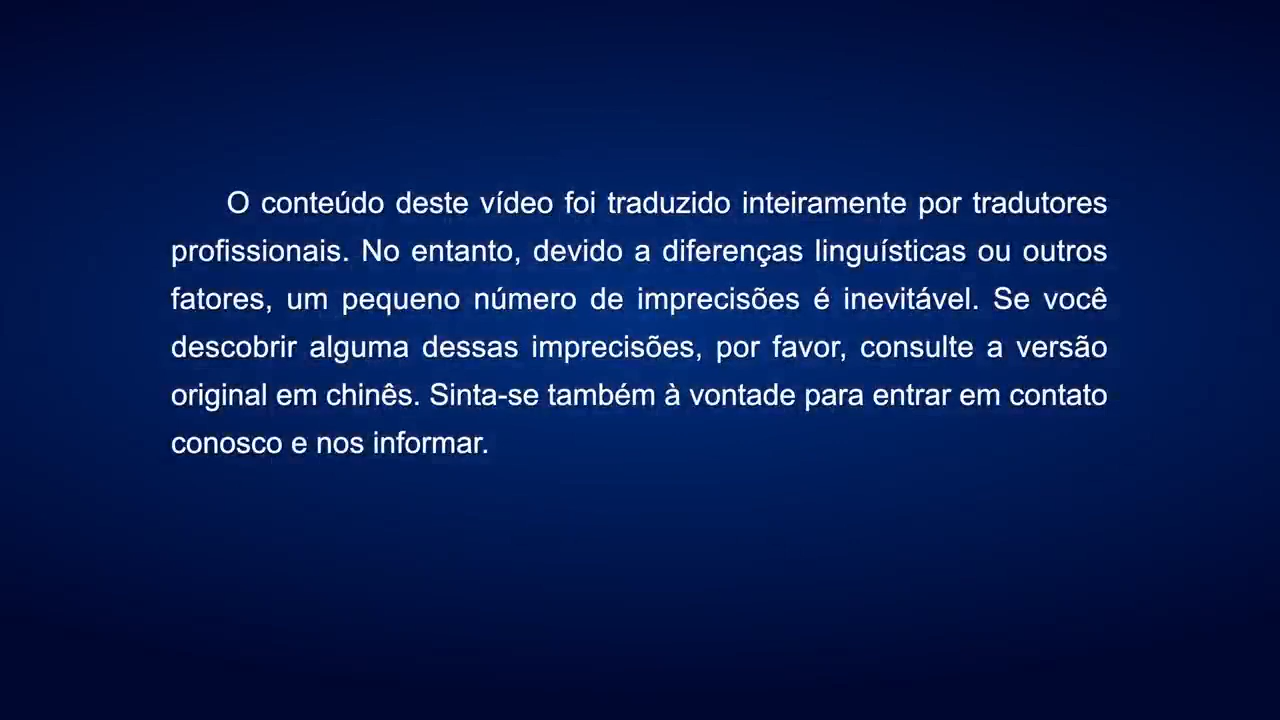 O conteúdo deste vídeo foi traduzido inteiramente por tradutores
profissionais. No entanto, devido a diferenças linguísticas ou outros
fatores, um pequeno número de imprecisões é inevitável. Se você
descobrir alguma dessas imprecisões, por favor, consulte a versão
original em chinês. Sinta-se também à vontade para entrar em contato
conosco e nos informar.